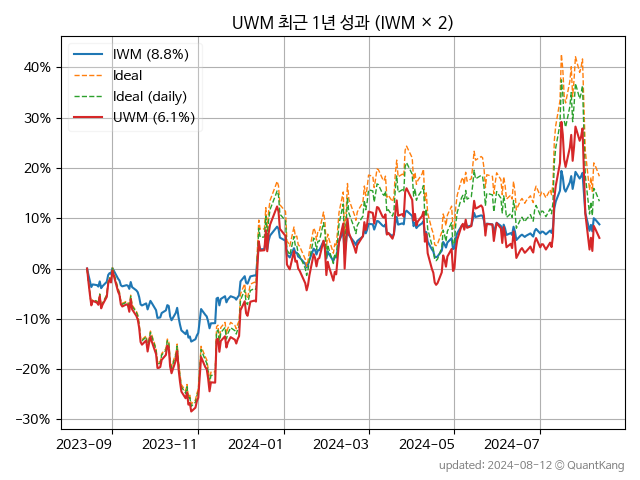 UWM 최근 1년 성과 (IWM × 2)
IWM (8.8%)
Ideal
Ideal (daily)
UWM (6.1%)
40%
30%
20%
10%
0%
−10%
−20%
−30%
2023-09 2023-11 2024-01 2024-03 2024-05 2024-07
updated: 2024-08-12 © QuantKang